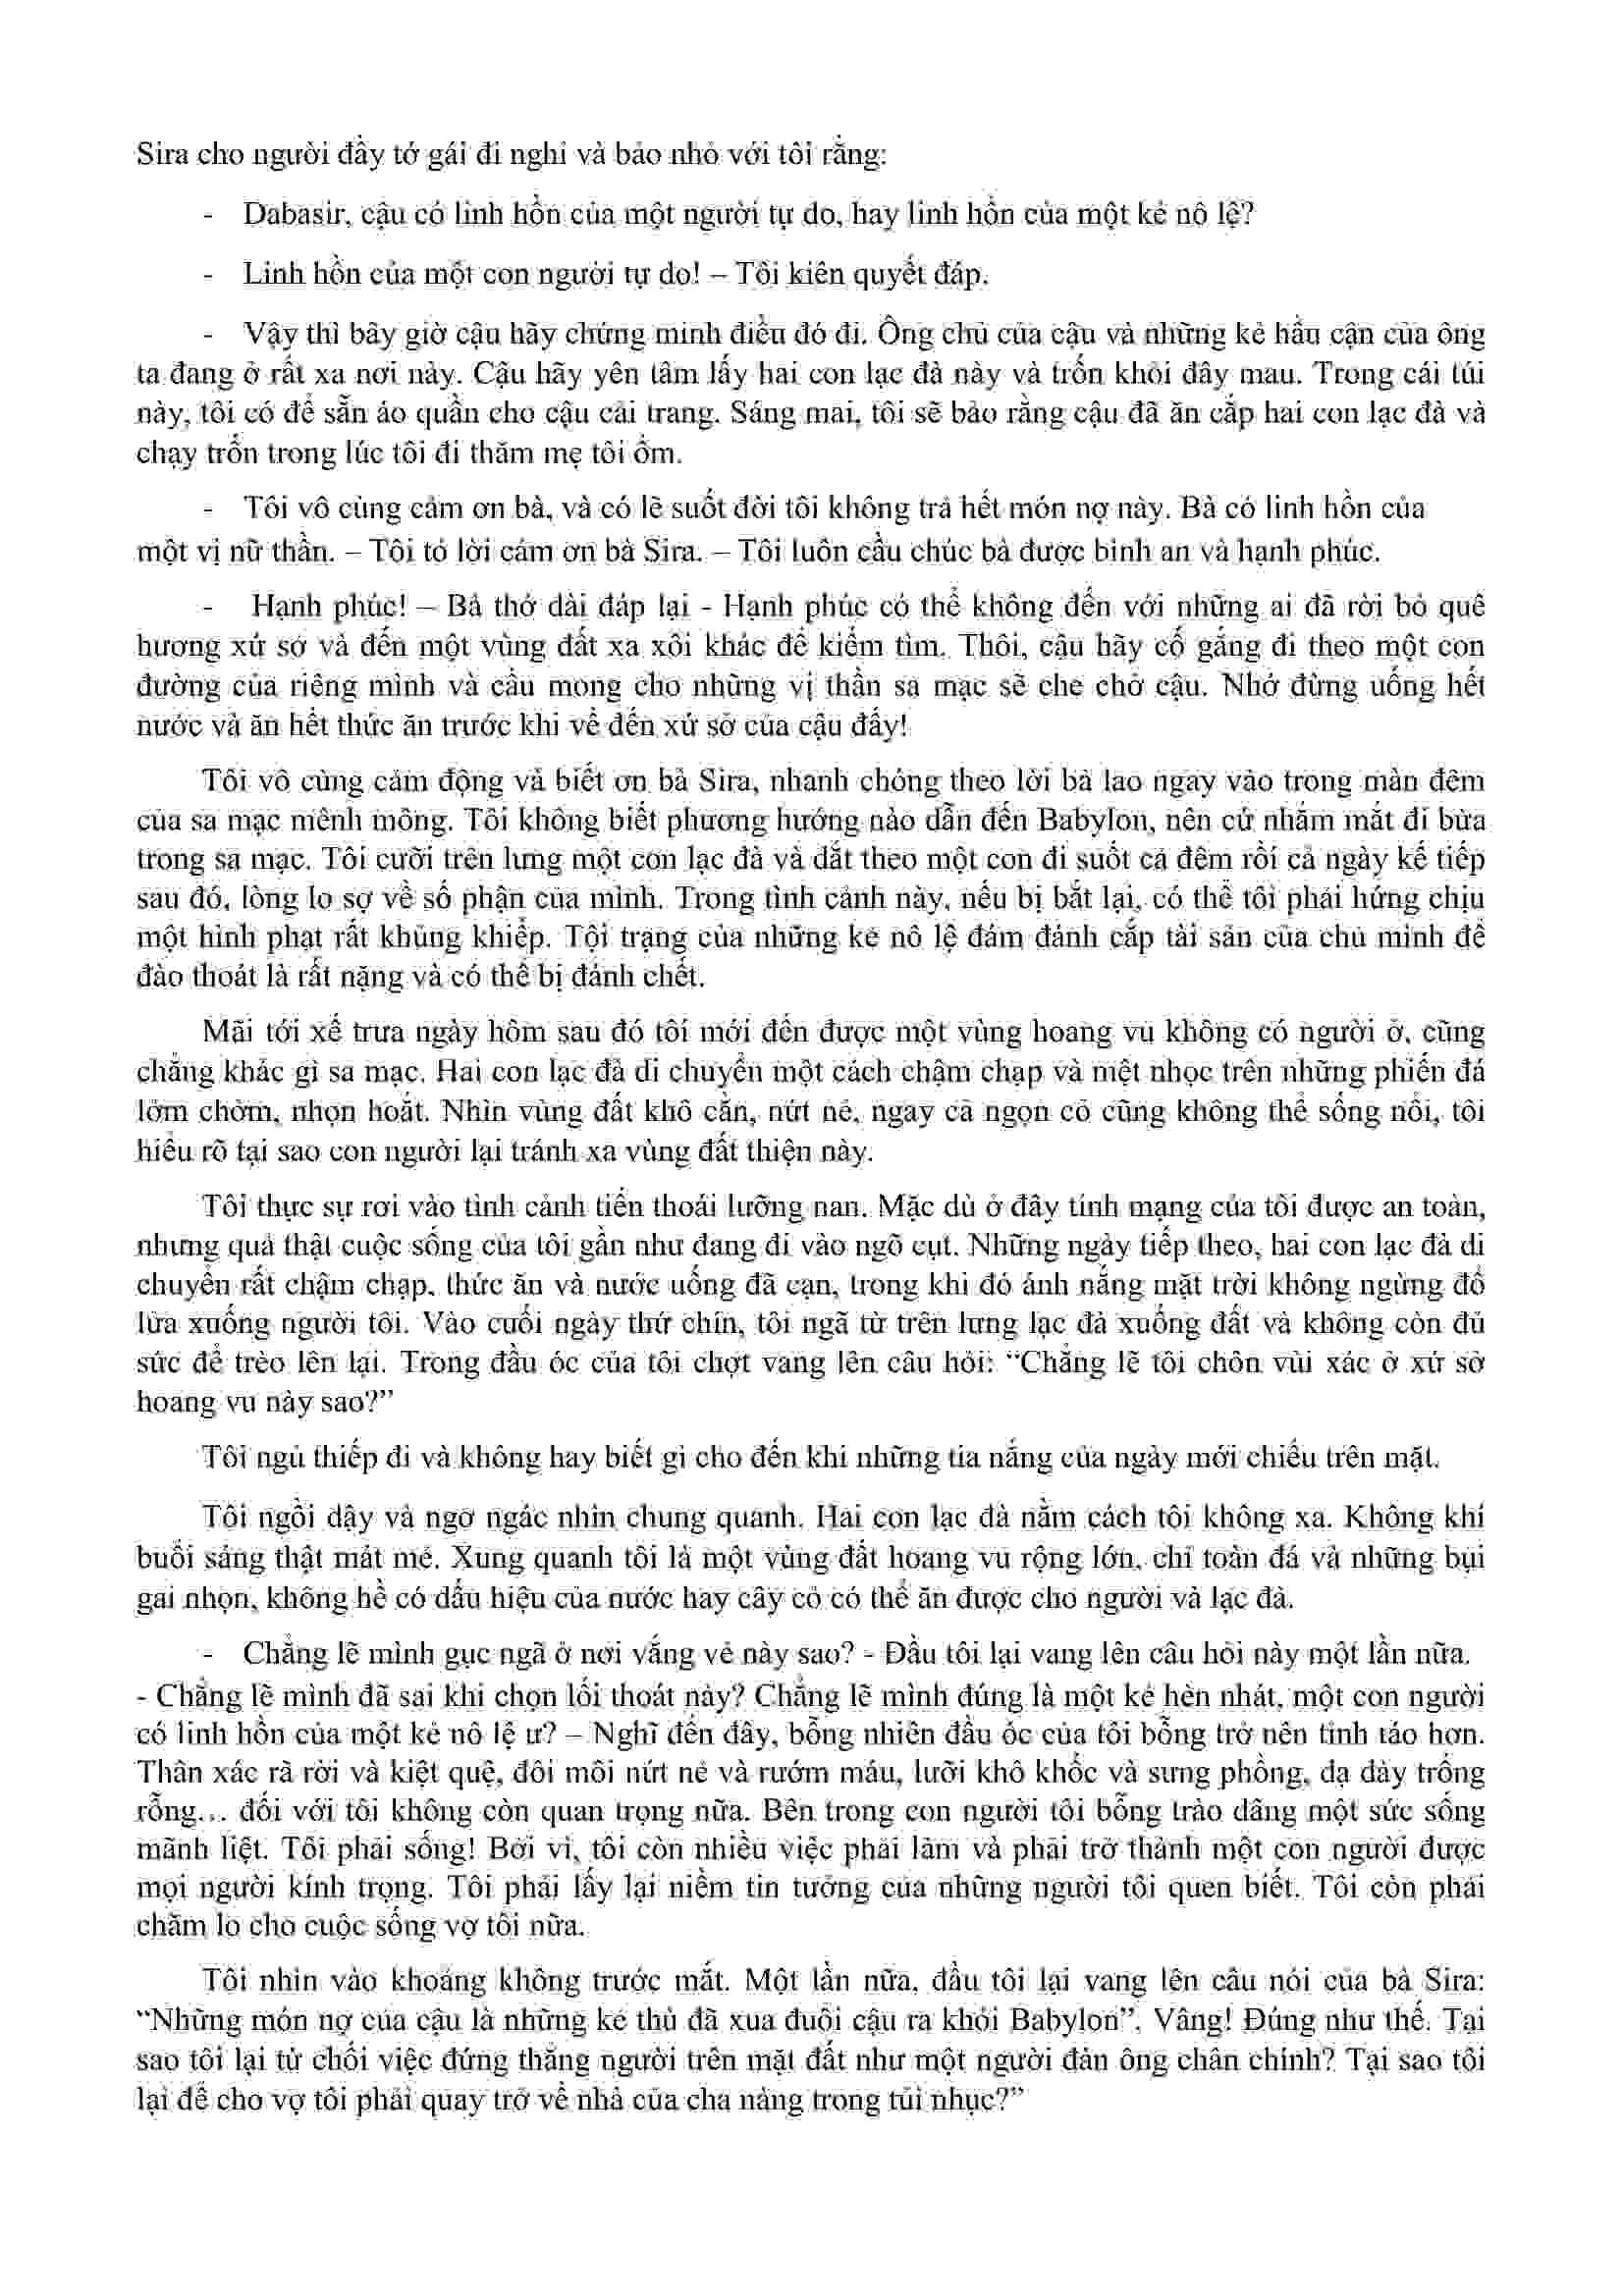 Sira cho người đầy tớ gái đi nghỉ và bảo nhỏ với tôi rằng:
- Dabasir, cậu có linh hồn của một người tự do, hay linh hồn của một kẻ nô lệ?
- Linh hồn của một con người tự do! – Tôi kiên quyết đáp.
- Vậy thì bây giờ cậu hãy chứng minh điều đó đi. Ông chủ của cậu và những kẻ hầu cận của ông
ta đang ở rất xa nơi này. Cậu hãy yên tâm lấy hai con lạc đà này và trốn khỏi đây mau. Trong cái túi
này, tôi có để sẵn áo quần cho cậu cải trang. Sáng mai, tôi sẽ bảo rằng cậu đã ăn cắp hai con lạc đà và
chạy trốn trong lúc tôi đi thăm mẹ tôi ốm.
- Tôi vô cùng cảm ơn bà, và có lẽ suốt đời tôi không trả hết món nợ này. Bà có linh hồn của
một vị nữ thần. – Tôi tỏ lời cám ơn bà Sira. – Tôi luôn cầu chúc bà được bình an và hạnh phúc.
- Hạnh phúc! – Bà thở dài đáp lại - Hạnh phúc có thể không đến với những ai đã rời bỏ quê
hương xứ sở và đến một vùng đất xa xôi khác để kiếm tìm. Thôi, cậu hãy cố gắng đi theo một con
đường của riêng mình và cầu mong cho những vị thần sa mạc sẽ che chở cậu. Nhớ đừng uống hết
nước và ăn hết thức ăn trước khi về đến xứ sở của cậu đấy!
Tôi vô cùng cảm động và biết ơn bà Sira, nhanh chóng theo lời bà lao ngay vào trong màn đêm
của sa mạc mênh mông. Tôi không biết phương hướng nào dẫn đến Babylon, nên cứ nhắm mắt đi bừa
trong sa mạc. Tôi cưỡi trên lưng một con lạc đà và dắt theo một con đi suốt cả đêm rồi cả ngày kế tiếp
sau đó, lòng lo sợ về số phận của mình. Trong tình cảnh này, nếu bị bắt lại, có thể tôi phải hứng chịu
một hình phạt rất khủng khiếp. Tội trạng của những kẻ nô lệ dám đánh cắp tài sản của chủ mình để
đào thoát là rất nặng và có thể bị đánh chết.
Mãi tới xế trưa ngày hôm sau đó tôi mới đến được một vùng hoang vu không có người ở, cũng
chẳng khác gì sa mạc. Hai con lạc đà di chuyển một cách chậm chạp và mệt nhọc trên những phiến đá
lởm chởm, nhọn hoắt. Nhìn vùng đất khô cằn, nứt nẻ, ngay cả ngọn cỏ cũng không thể sống nổi, tôi
hiểu rõ tại sao con người lại tránh xa vùng đất thiện này.
Tôi thực sự rơi vào tình cảnh tiến thoái lưỡng nan. Mặc dù ở đây tính mạng của tôi được an toàn,
nhưng quả thật cuộc sống của tôi gần như đang đi vào ngõ cụt. Những ngày tiếp theo, hai con lạc đà di
chuyển rất chậm chạp, thức ăn và nước uống đã cạn, trong khi đó ánh nắng mặt trời không ngừng đổ
lửa xuống người tôi. Vào cuối ngày thứ chín, tôi ngã từ trên lưng lạc đà xuống đất và không còn đủ
sức để trèo lên lại. Trong đầu óc của tôi chợt vang lên câu hỏi: “Chẳng lẽ tôi chôn vùi xác ở xứ sở
hoang vu này sao?”
Tôi ngủ thiếp đi và không hay biết gì cho đến khi những tia nắng của ngày mới chiếu trên mặt.
Tôi ngồi dậy và ngơ ngác nhìn chung quanh. Hai con lạc đà nằm cách tôi không xa. Không khí
buổi sáng thật mát mẻ. Xung quanh tôi là một vùng đất hoang vu rộng lớn, chỉ toàn đá và những bụi
gai nhọn, không hề có dấu hiệu của nước hay cây cỏ có thể ăn được cho người và lạc đà.
- Chẳng lẽ mình gục ngã ở nơi vắng vẻ này sao? - Đầu tôi lại vang lên câu hỏi này một lần nữa.
- Chẳng lẽ mình đã sai khi chọn lối thoát này? Chẳng lẽ mình đúng là một kẻ hèn nhát, một con người
có linh hồn của một kẻ nô lệ ư? – Nghĩ đến đây, bỗng nhiên đầu óc của tôi bỗng trở nên tỉnh táo hơn.
Thân xác rã rời và kiệt quệ, đôi môi nứt nẻ và rướm máu, lưỡi khô khốc và sưng phồng, dạ dày trống
rỗng… đối với tôi không còn quan trọng nữa. Bên trong con người tôi bỗng trào dâng một sức sống
mãnh liệt. Tôi phải sống! Bởi vì, tôi còn nhiều việc phải làm và phải trở thành một con người được
mọi người kính trọng. Tôi phải lấy lại niềm tin tưởng của những người tôi quen biết. Tôi còn phải
chăm lo cho cuộc sống vợ tôi nữa.
Tôi nhìn vào khoảng không trước mắt. Một lần nữa, đầu tôi lại vang lên câu nói của bà Sira:
“Những món nợ của cậu là những kẻ thù đã xua đuổi cậu ra khỏi Babylon”. Vâng! Đúng như thế. Tại
sao tôi lại từ chối việc đứng thẳng người trên mặt đất như một người đàn ông chân chính? Tại sao tôi
lại để cho vợ tôi phải quay trở về nhà của cha nàng trong tủi nhục?”